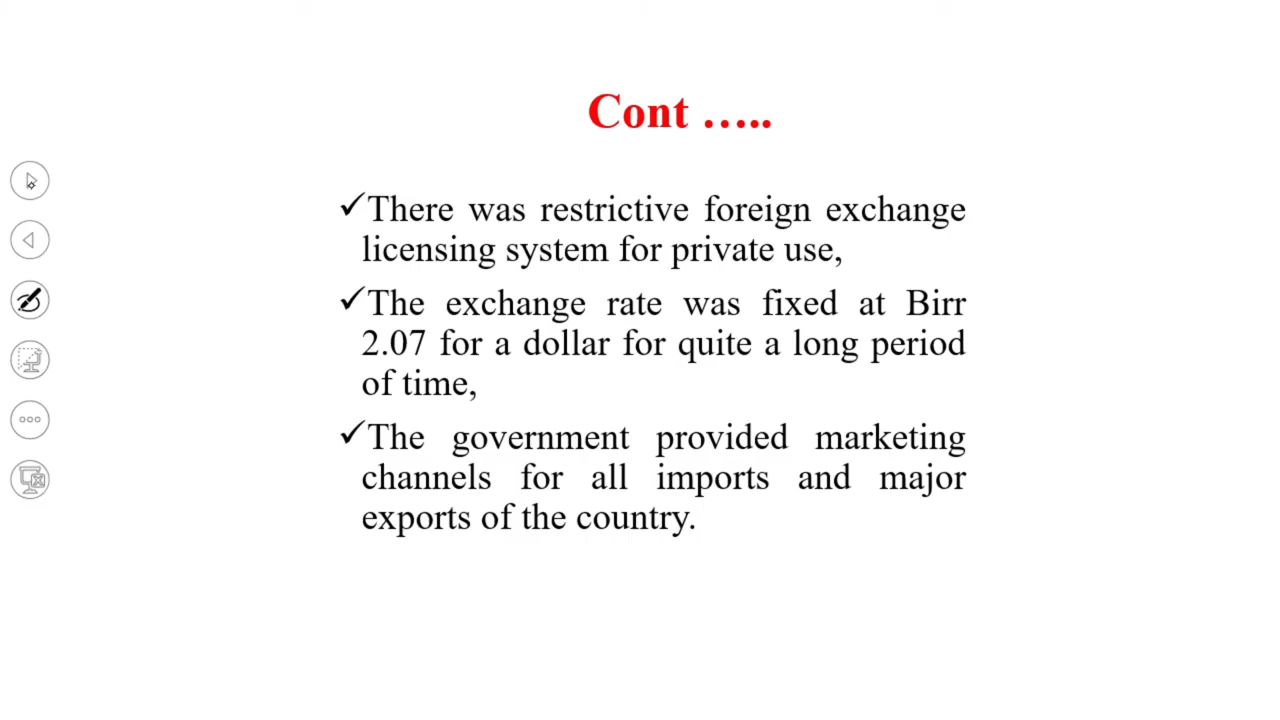 Cont …..
✓There was restrictive foreign exchange
licensing system for private use,
✓The exchange rate was fixed at Birr
2.07 for a dollar for quite a long period
of time,
✓The government provided marketing
channels for all imports and major
exports of the country.